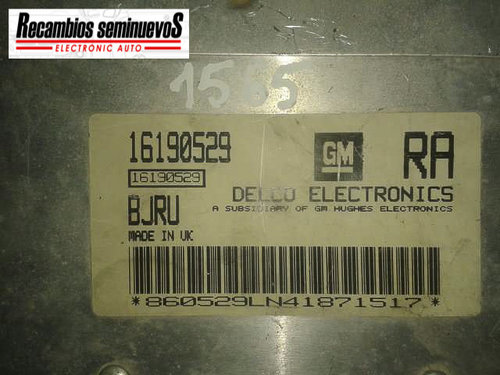 Recambios seminuevoS
ELECTRONIC AUTO
1565
16190529
GM
RA
16190529
DELCO ELECTRONICS
A SUBSIDIARY OF GM HUGHES ELECTRONICS
BJRU
MADE IN UK
*860529LN41871517*